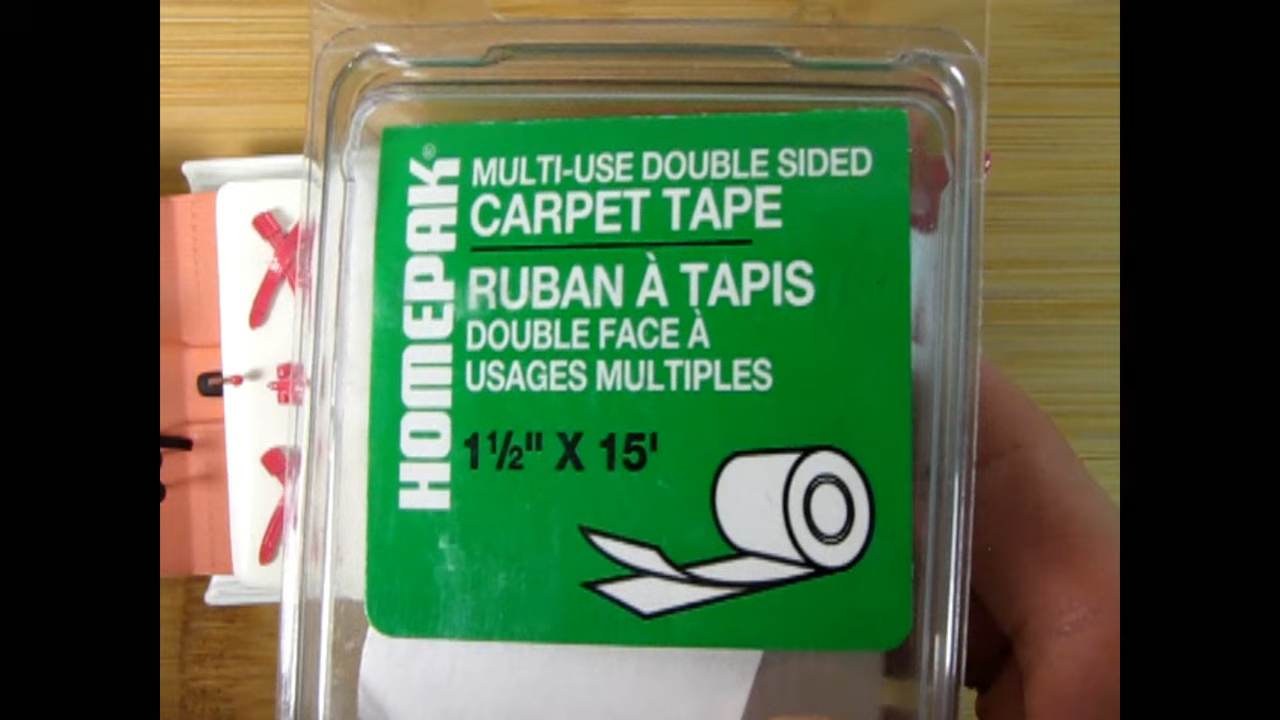 HOMEPAK®
MULTI-USE DOUBLE SIDED
CARPET TAPE
RUBAN À TAPIS
DOUBLE FACE À
USAGES MULTIPLES
1½" X 15'